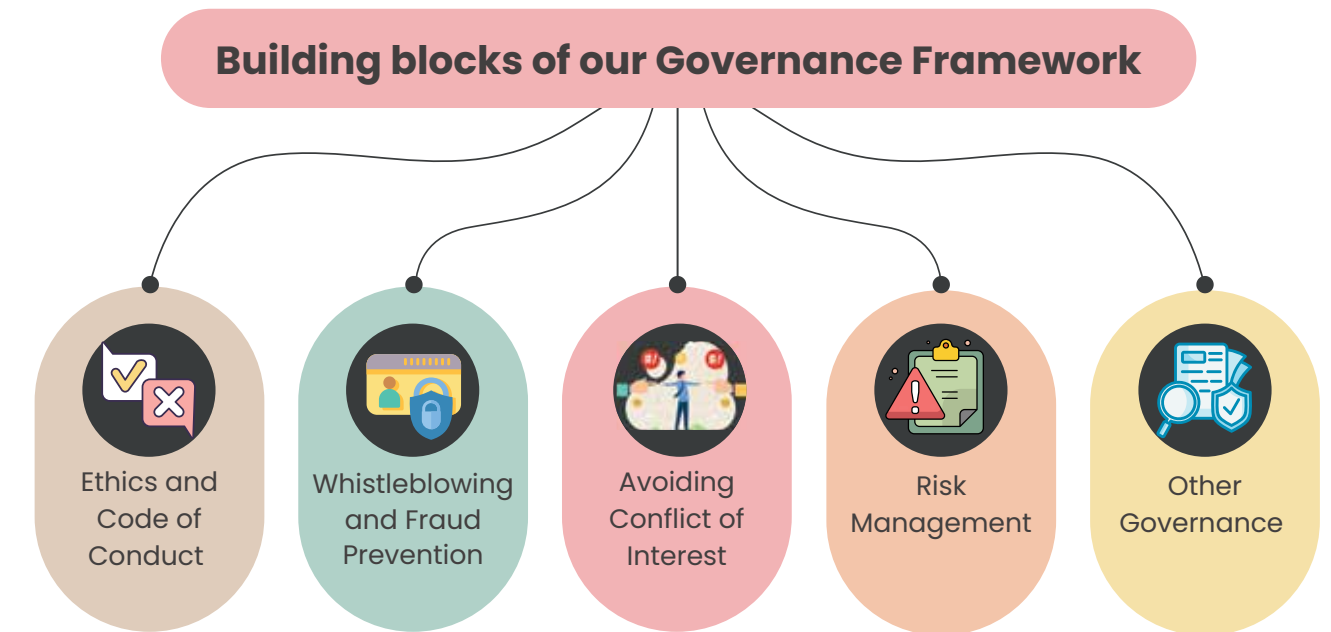 Building blocks of our Governance Framework
Ethics and
Code of
Conduct
Whistleblowing
and Fraud
Prevention
Avoiding
Conflict of
Interest
Risk
Management
Other
Governance